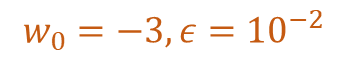 w₀ = −3, ϵ = 10⁻²